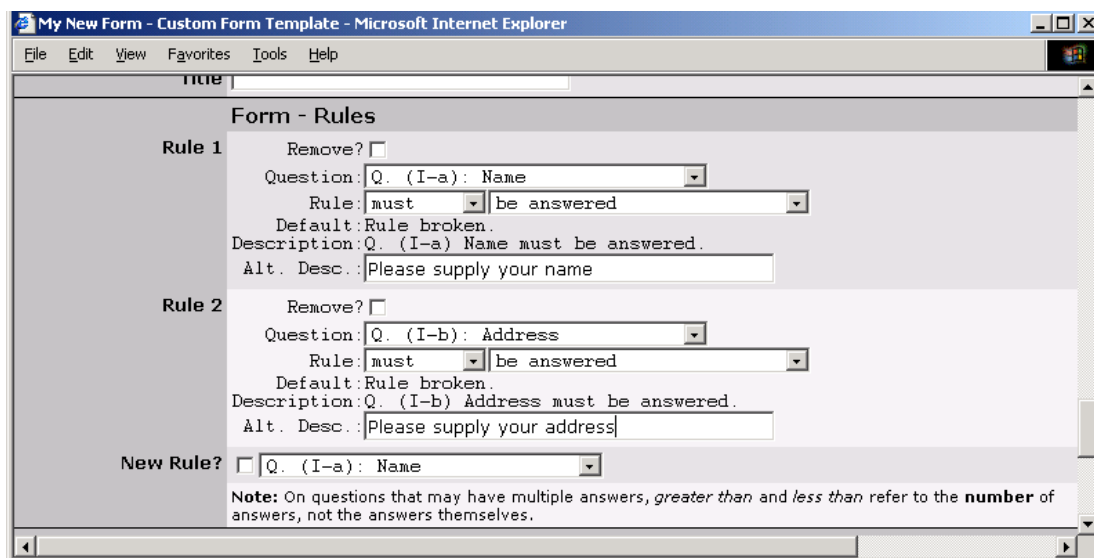 My New Form - Custom Form Template - Microsoft Internet Explorer
File Edit View Favorites Tools Help
Title
Form - Rules
Rule 1 Remove?
Question: Q. (I-a): Name
Rule: must be answered
Default: Rule broken.
Description: Q. (I-a) Name must be answered.
Alt. Desc.: Please supply your name
Rule 2 Remove?
Question: Q. (I-b): Address
Rule: must be answered
Default: Rule broken.
Description: Q. (I-b) Address must be answered.
Alt. Desc.: Please supply your address
New Rule? Q. (I-a): Name
Note: On questions that may have multiple answers, greater than and less than refer to the number of
answers, not the answers themselves.